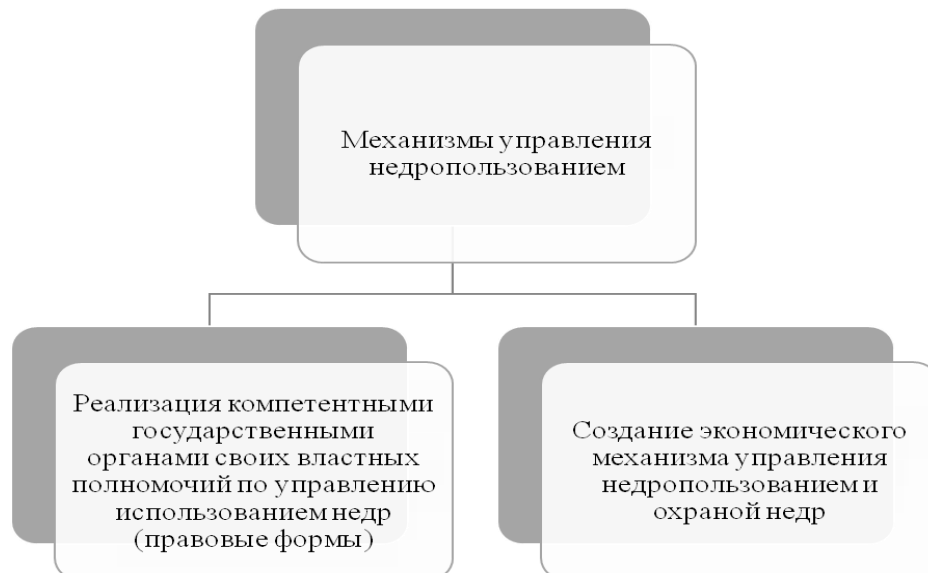 Механизмы управления
недропользованием
Реализация компетентными
государственными
органами своих властных
полномочий по управлению
использованием недр
(правовые формы)
Создание экономического
механизма управления
недропользованием и
охраной недр